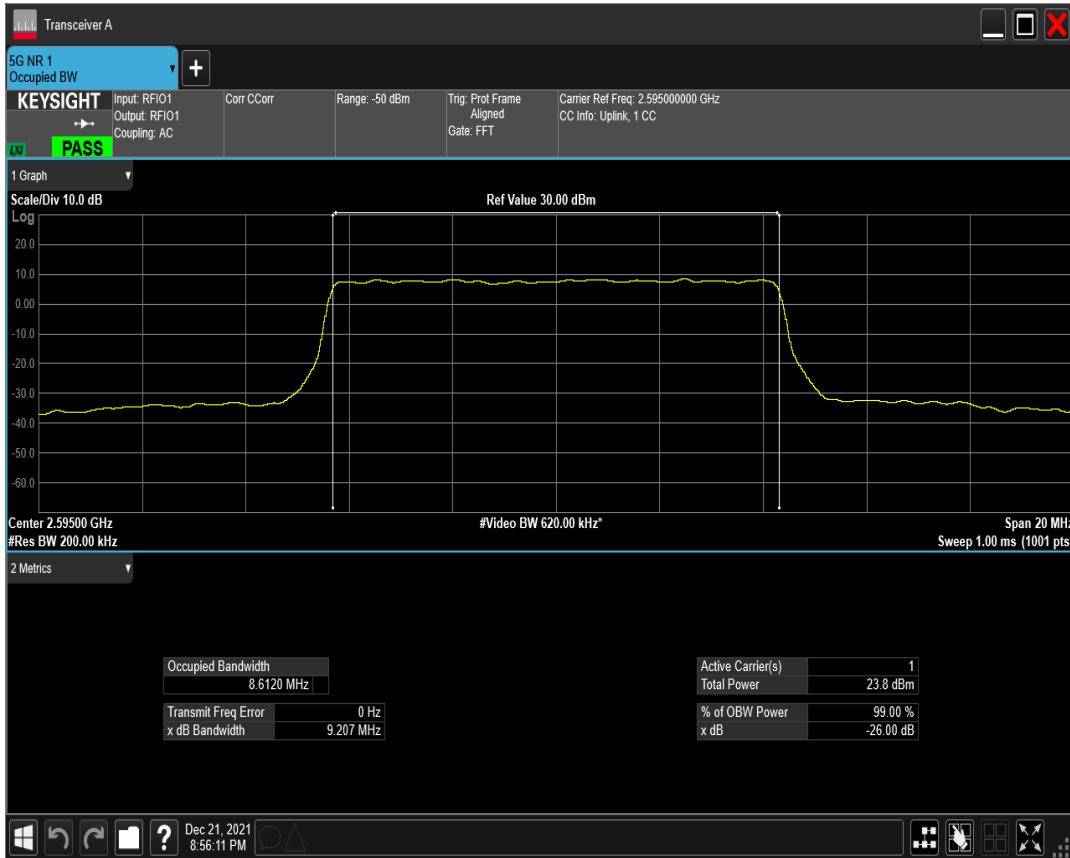 Transceiver A
5G NR 1
Occupied BW
KEYSIGHT
LXI
PASS
Input: RFIO1
Output: RFIO1
Coupling: AC
Corr CCorr
Range: -50 dBm
Trig: Prot Frame
Aligned
Gate: FFT
Carrier Ref Freq: 2.595000000 GHz
CC Info: Uplink, 1 CC
1 Graph
Scale/Div 10.0 dB
Ref Value 30.00 dBm
Log
20.0
10.0
0.00
-10.0
-20.0
-30.0
-40.0
-50.0
-60.0
Center 2.59500 GHz
#Video BW 620.00 kHz*
Span 20 MHz
#Res BW 200.00 kHz
Sweep 1.00 ms (1001 pts
2 Metrics
Occupied Bandwidth
8.6120 MHz
Transmit Freq Error 0 Hz
x dB Bandwidth 9.207 MHz
Active Carrier(s) 1
Total Power 23.8 dBm
% of OBW Power 99.00 %
x dB -26.00 dB
?
Dec 21, 2021
8:56:11 PM